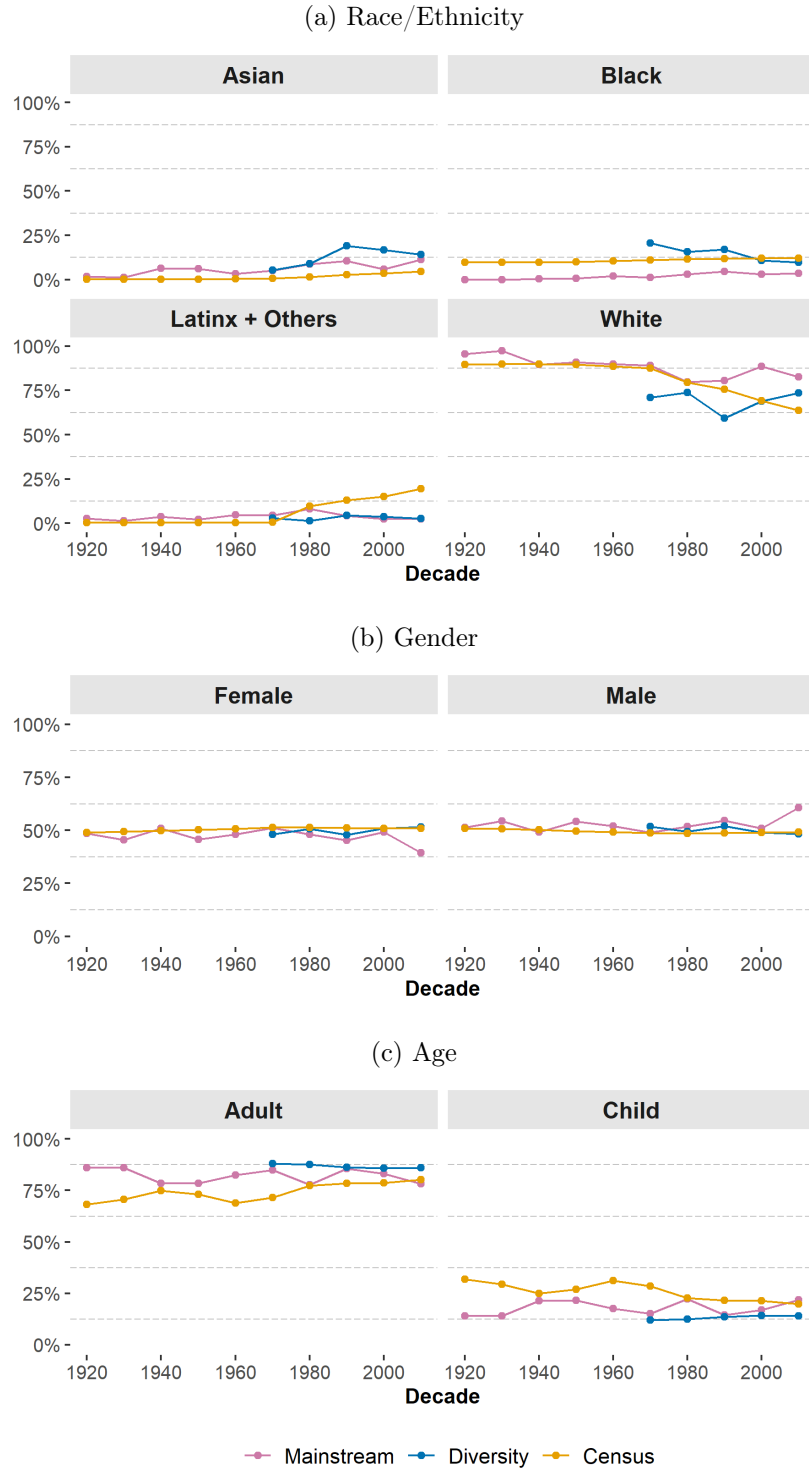 (a) Race/Ethnicity
Asian
Black
100%
75%
50%
25%
0%
Latinx + Others
White
100%
75%
50%
25%
0%
1920 1940 1960 1980 2000 1920 1940 1960 1980 2000
Decade
(b) Gender
Female
Male
100%
75%
50%
25%
0%
1920 1940 1960 1980 2000 1920 1940 1960 1980 2000
Decade
(c) Age
Adult
Child
100%
75%
50%
25%
0%
1920 1940 1960 1980 2000 1920 1940 1960 1980 2000
Decade
Mainstream Diversity Census